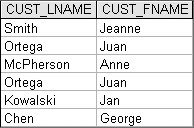 CUST_LNAME CUST_FNAME
Smith Jeanne
Ortega Juan
McPherson Anne
Ortega Juan
Kowalski Jan
Chen George